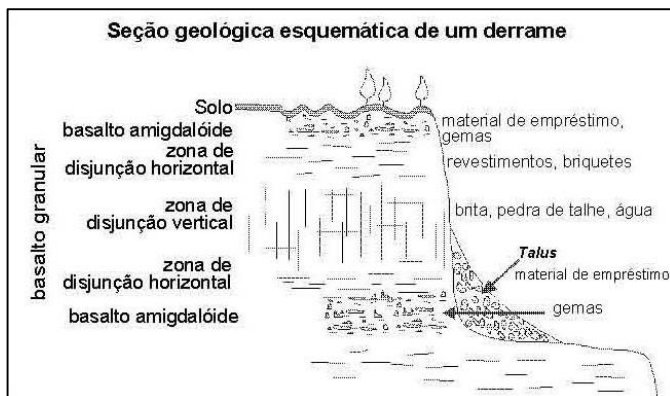 Seção geológica esquemática de um derrame
Solo
basalto amigdalóide
zona de
disjunção horizontal
zona de
disjunção vertical
zona de
disjunção horizontal
basalto amigdalóide
basalto granular
material de empréstimo,
gemas
revestimentos, briquetes
brita, pedra de talhe, água
Talus
material de empréstimo
gemas